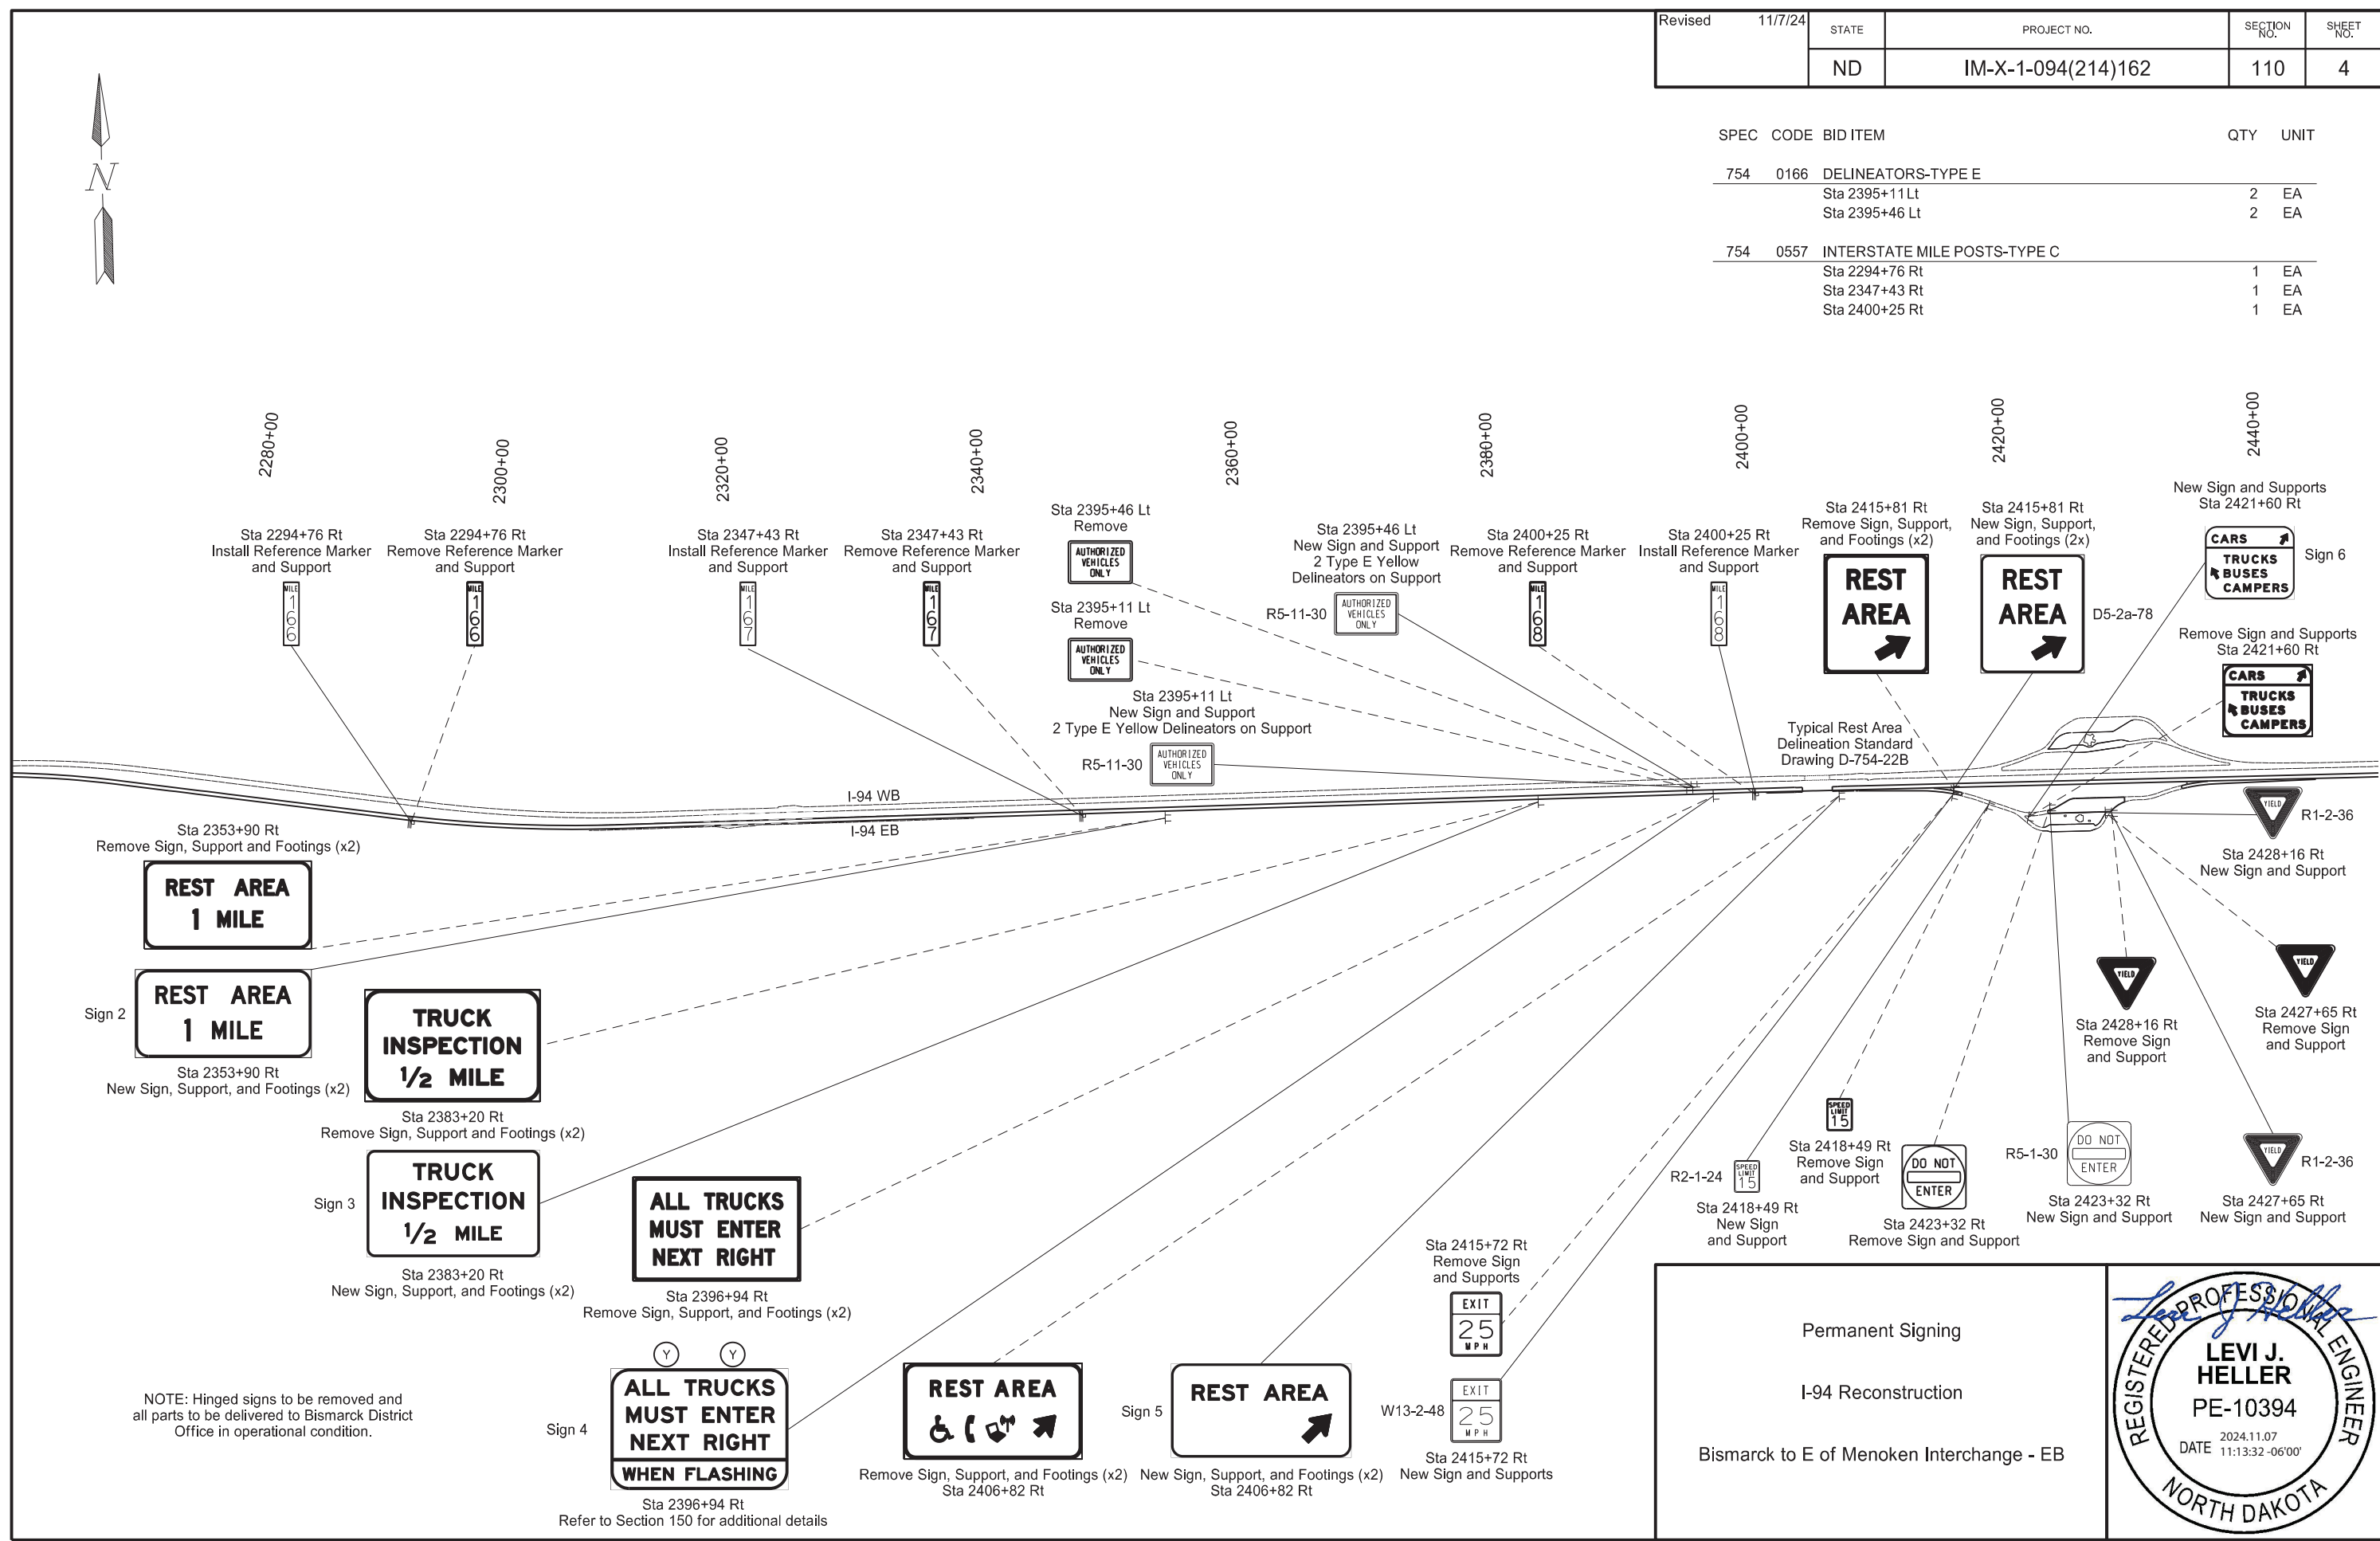 Revised 11/7/24
STATE
PROJECT NO.
SECTION NO.
SHEET NO.
ND
IM-X-1-094(214)162
110
4
SPEC CODE BID ITEM QTY UNIT
754 0166 DELINEATORS-TYPE E
Sta 2395+11 Lt 2 EA
Sta 2395+46 Lt 2 EA
754 0557 INTERSTATE MILE POSTS-TYPE C
Sta 2294+76 Rt 1 EA
Sta 2347+43 Rt 1 EA
Sta 2400+25 Rt 1 EA
N
2280+00
2300+00
2320+00
2340+00
2360+00
2380+00
2400+00
2420+00
2440+00
Sta 2294+76 Rt
Install Reference Marker
and Support
MILE
166
Sta 2294+76 Rt
Remove Reference Marker
and Support
MILE
166
Sta 2347+43 Rt
Install Reference Marker
and Support
MILE
167
Sta 2347+43 Rt
Remove Reference Marker
and Support
MILE
167
Sta 2395+46 Lt
Remove
AUTHORIZED
VEHICLES
ONLY
Sta 2395+11 Lt
Remove
AUTHORIZED
VEHICLES
ONLY
Sta 2395+11 Lt
New Sign and Support
2 Type E Yellow Delineators on Support
R5-11-30
AUTHORIZED
VEHICLES
ONLY
Sta 2395+46 Lt
New Sign and Support
2 Type E Yellow
Delineators on Support
R5-11-30
AUTHORIZED
VEHICLES
ONLY
Sta 2400+25 Rt
Remove Reference Marker
and Support
MILE
168
Sta 2400+25 Rt
Install Reference Marker
and Support
MILE
168
Sta 2415+81 Rt
Remove Sign, Support,
and Footings (x2)
REST
AREA
Sta 2415+81 Rt
New Sign, Support,
and Footings (2x)
REST
AREA
D5-2a-78
New Sign and Supports
Sta 2421+60 Rt
CARS
TRUCKS
BUSES
CAMPERS
Sign 6
Remove Sign and Supports
Sta 2421+60 Rt
CARS
TRUCKS
BUSES
CAMPERS
Typical Rest Area
Delineation Standard
Drawing D-754-22B
I-94 WB
I-94 EB
Sta 2353+90 Rt
Remove Sign, Support and Footings (x2)
REST AREA
1 MILE
Sign 2
REST AREA
1 MILE
Sta 2353+90 Rt
New Sign, Support, and Footings (x2)
TRUCK
INSPECTION
1/2 MILE
Sta 2383+20 Rt
Remove Sign, Support and Footings (x2)
Sign 3
TRUCK
INSPECTION
1/2 MILE
Sta 2383+20 Rt
New Sign, Support, and Footings (x2)
ALL TRUCKS
MUST ENTER
NEXT RIGHT
Sta 2396+94 Rt
Remove Sign, Support, and Footings (x2)
Y Y
Sign 4
ALL TRUCKS
MUST ENTER
NEXT RIGHT
WHEN FLASHING
Sta 2396+94 Rt
Refer to Section 150 for additional details
REST AREA
Remove Sign, Support, and Footings (x2)
Sta 2406+82 Rt
Sign 5
REST AREA
New Sign, Support, and Footings (x2)
Sta 2406+82 Rt
Sta 2415+72 Rt
Remove Sign
and Supports
EXIT
25
MPH
W13-2-48
EXIT
25
MPH
Sta 2415+72 Rt
New Sign and Supports
R2-1-24
SPEED
LIMIT
15
Sta 2418+49 Rt
New Sign
and Support
SPEED
LIMIT
15
Sta 2418+49 Rt
Remove Sign
and Support
DO NOT
ENTER
Sta 2423+32 Rt
Remove Sign and Support
R5-1-30
DO NOT
ENTER
Sta 2423+32 Rt
New Sign and Support
YIELD
R1-2-36
Sta 2428+16 Rt
New Sign and Support
YIELD
Sta 2428+16 Rt
Remove Sign
and Support
YIELD
Sta 2427+65 Rt
Remove Sign
and Support
YIELD
R1-2-36
Sta 2427+65 Rt
New Sign and Support
NOTE: Hinged signs to be removed and
all parts to be delivered to Bismarck District
Office in operational condition.
Permanent Signing
I-94 Reconstruction
Bismarck to E of Menoken Interchange - EB
Levi J Heller
REGISTERED PROFESSIONAL ENGINEER
LEVI J.
HELLER
PE-10394
DATE 2024.11.07
11:13:32 -06'00'
NORTH DAKOTA